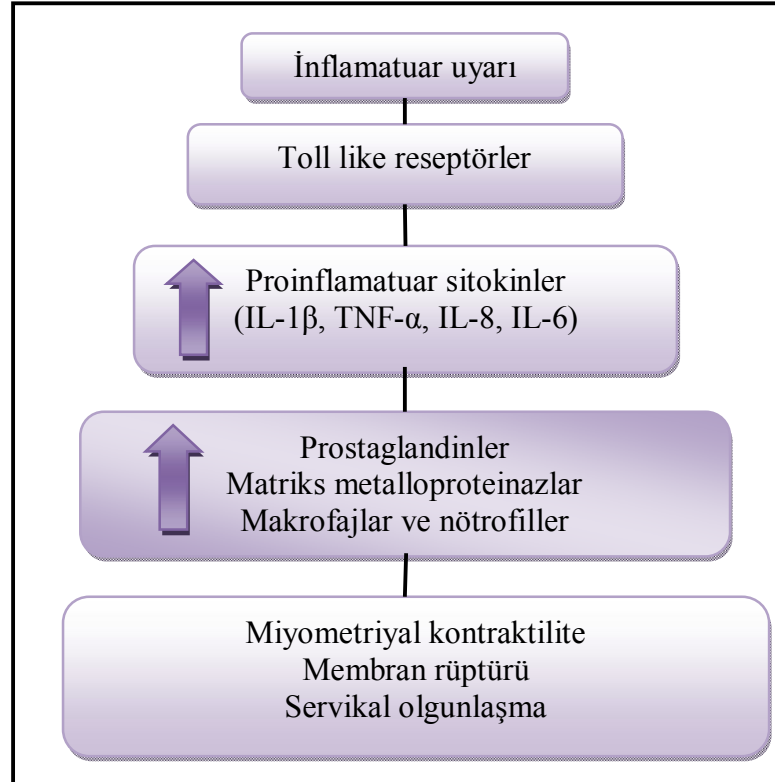 İnflamatuar uyarı
Toll like reseptörler
Proinflamatuar sitokinler
(IL-1β, TNF-α, IL-8, IL-6)
Prostaglandinler
Matriks metalloproteinazlar
Makrofajlar ve nötrofiller
Miyometriyal kontraktilite
Membran rüptürü
Servikal olgunlaşma